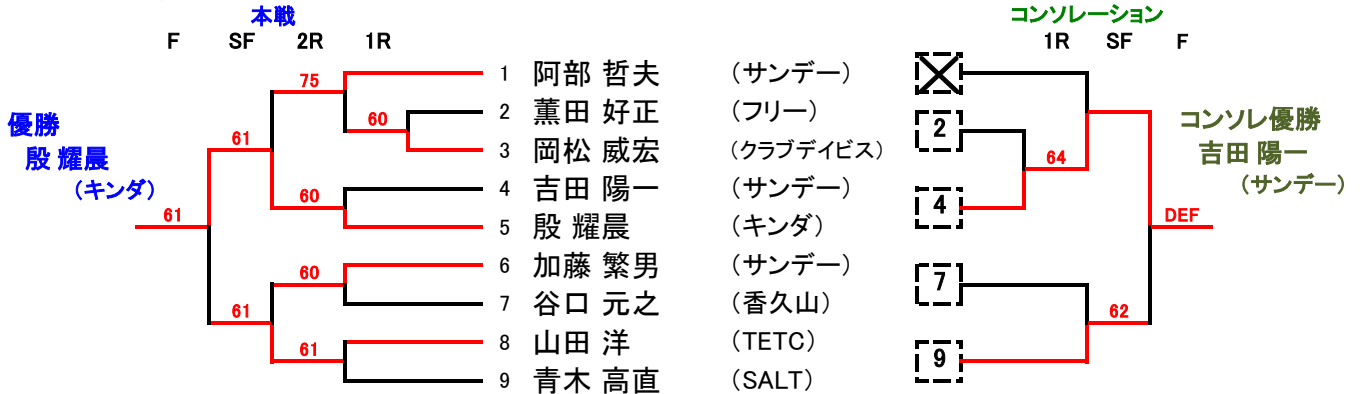 本戦 コンソレーション
F SF 2R 1R 1R SF F
75 1 阿部 哲夫 (サンデー)
60 2 薫田 好正 (フリー) 2
優勝 61 3 岡松 威宏 (クラブデイビス) 64 コンソレ優勝
殷 耀晨 吉田 陽一
(キンダ) 60 4 吉田 陽一 (サンデー) 4 (サンデー)
61 5 殷 耀晨 (キンダ) DEF
60 6 加藤 繁男 (サンデー)
7 谷口 元之 (香久山) 7
61 8 山田 洋 (TETC) 62
61 9 青木 高直 (SALT) 9